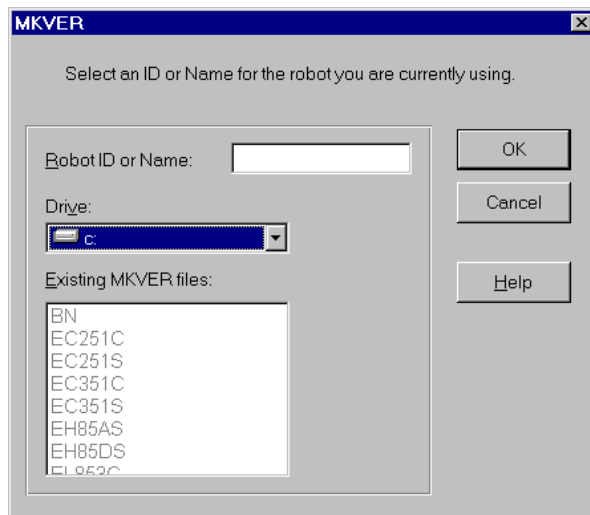 MKVER
Select an ID or Name for the robot you are currently using.
Robot ID or Name:
OK
Drive:
Cancel
c:
Existing MKVER files:
Help
BN
EC251C
EC251S
EC351C
EC351S
EH85AS
EH85DS
EL853C